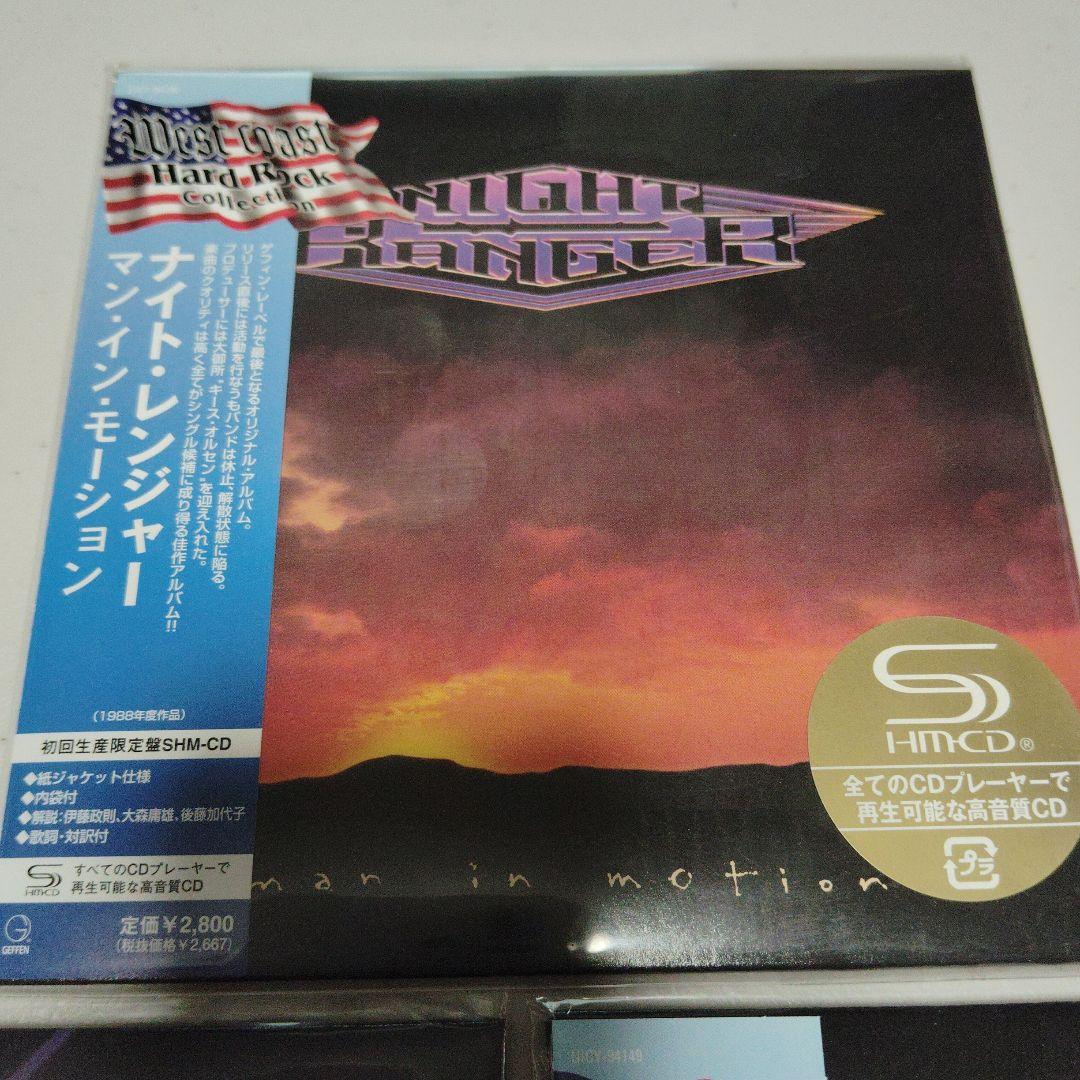 West coast
Hard Rock
Collection
NIGHT
RANGER
ナイト・レンジャー
マン・イン・モーション
ゲフィン・レーベルで最後となるオリジナル・アルバム。
リリース直後には活動を行なうもバンドは休止、解散状態に陥る。
プロデューサーには大御所"キース・オルセン"を迎え入れた。
楽曲のクオリティは高く全てがシングル候補に成り得る佳作アルバム!!
(1988年度作品)
初回生産限定盤SHM-CD
◆紙ジャケット仕様
◆内袋付
◆解説:伊藤政則、大森庸雄、後藤加代子
◆歌詞・対訳付
HM-CD
すべてのCDプレーヤーで
再生可能な高音質CD
GEFFEN
定価¥2,800
(税抜価格¥2,667)
man in motion
HM-CD®
全てのCDプレーヤーで
再生可能な高音質CD
プラ
UICY-94149